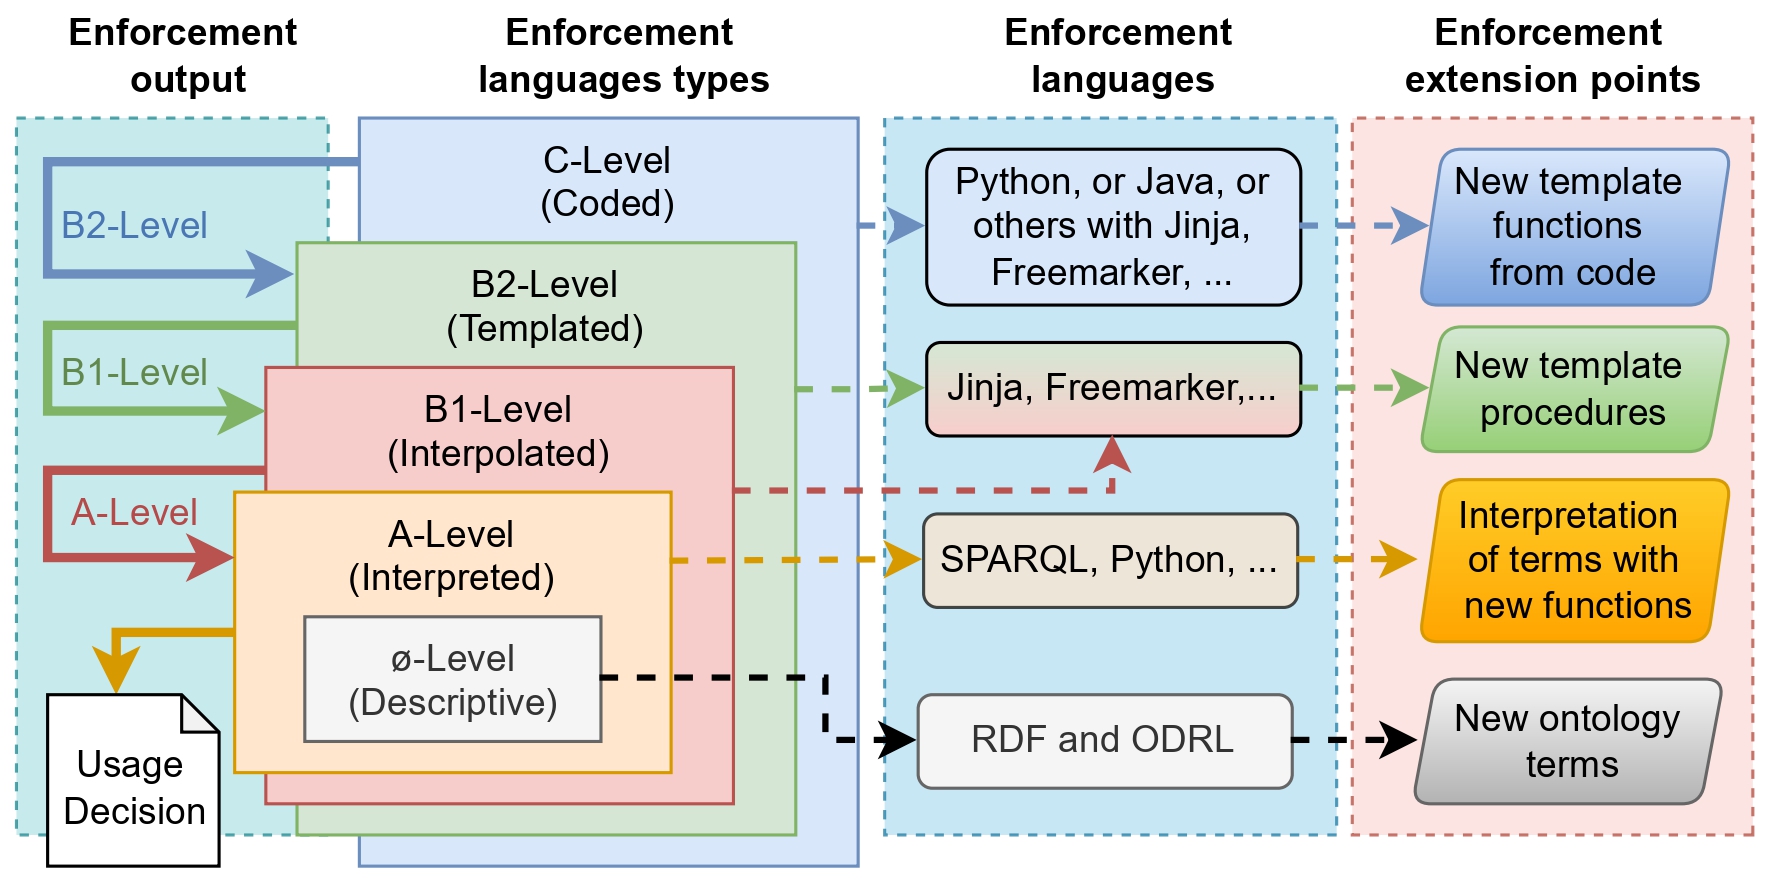 Enforcement
output
Enforcement
languages types
Enforcement
languages
Enforcement
extension points
B2-Level
B1-Level
A-Level
Usage
Decision
C-Level
(Coded)
B2-Level
(Templated)
B1-Level
(Interpolated)
A-Level
(Interpreted)
ø-Level
(Descriptive)
Python, or Java, or
others with Jinja,
Freemarker, ...
Jinja, Freemarker,...
SPARQL, Python, ...
RDF and ODRL
New template
functions
from code
New template
procedures
Interpretation
of terms with
new functions
New ontology
terms